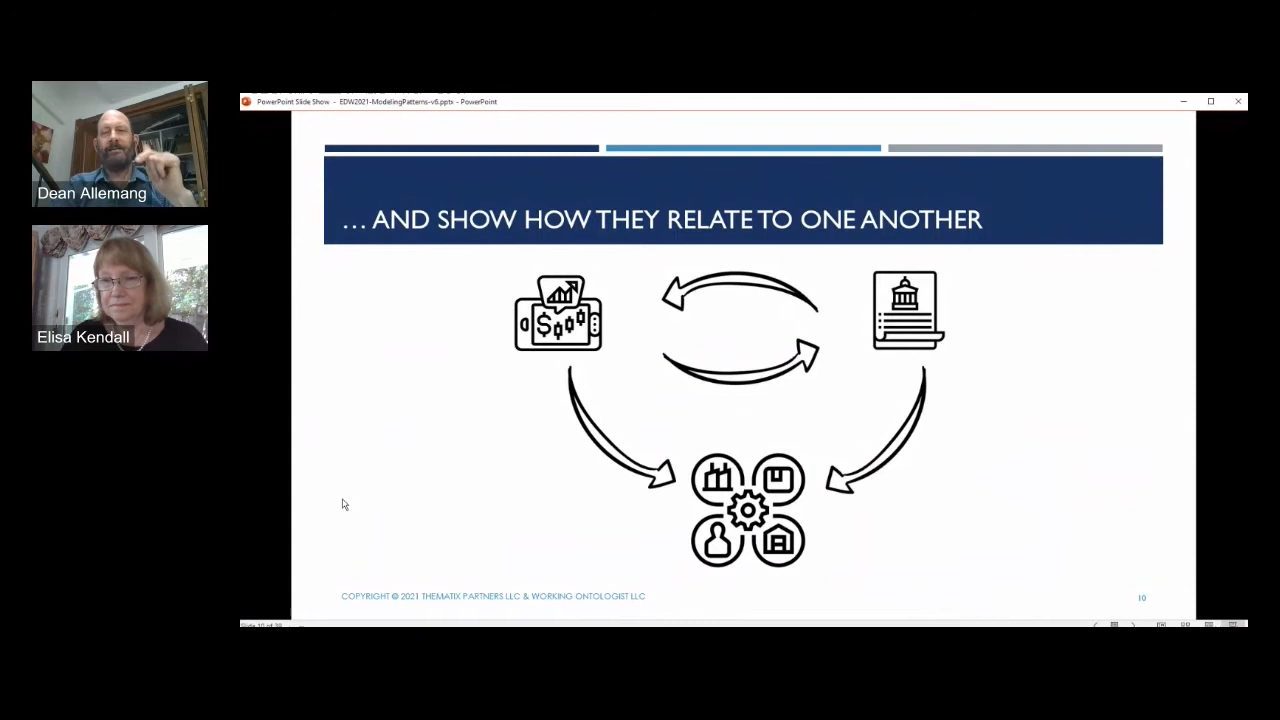 PowerPoint Slide Show - EDW2021-ModelingPatterns-v6.pptx - PowerPoint
Dean Allemang
Elisa Kendall
... AND SHOW HOW THEY RELATE TO ONE ANOTHER
$
COPYRIGHT © 2021 THEMATIX PARTNERS LLC & WORKING ONTOLOGIST LLC
10